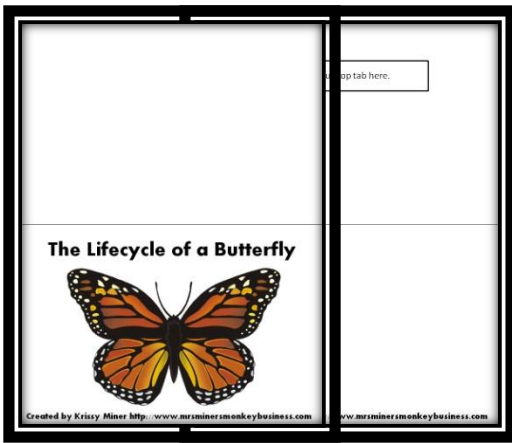 op tab here.
The Lifecycle of a Butterfly
Created by Krissy Miner http://www.mrsminersmonkeybusiness.com
www.mrsminersmonkeybusiness.com